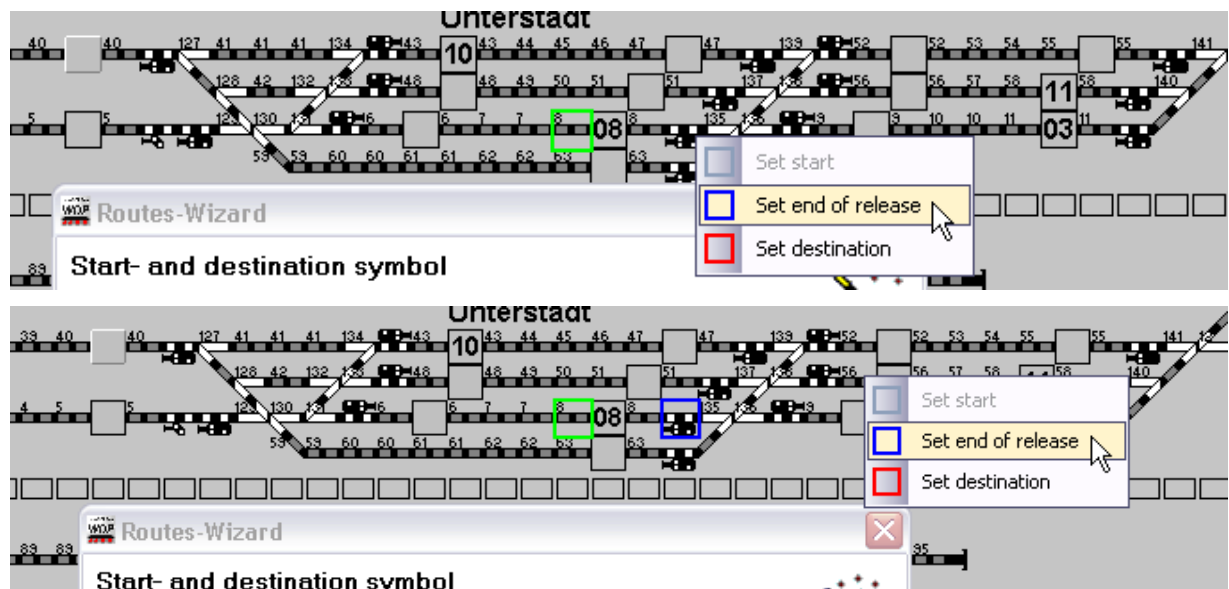 Unterstadt
40 40 127 41 41 41 134 43 10 43 44 45 46 47 47 139 52 52 53 54 55 55 141
128 42 132 133 48 48 49 50 51 51 137 138 56 56 57 58 11 58 140
5 5 129 130 131 6 6 7 7 8 08 8 135 136 9 9 10 10 11 03 11
59 59 60 60 61 61 62 62 63 63
Set start
Routes-Wizard
Set end of release
Start- and destination symbol
Set destination
89
Unterstadt
39 40 40 127 41 41 41 134 43 10 43 44 45 46 47 47 139 52 52 53 54 55 55 141
128 42 132 133 48 48 49 50 51 51 137 138 56 56 57 58 58 140
4 5 5 129 130 131 6 6 7 7 8 08 8 135 136 9
Set start
59 59 60 60 61 61 62 62 63 63
Set end of release
Set destination
Routes-Wizard
89 89 95
Start- and destination symbol